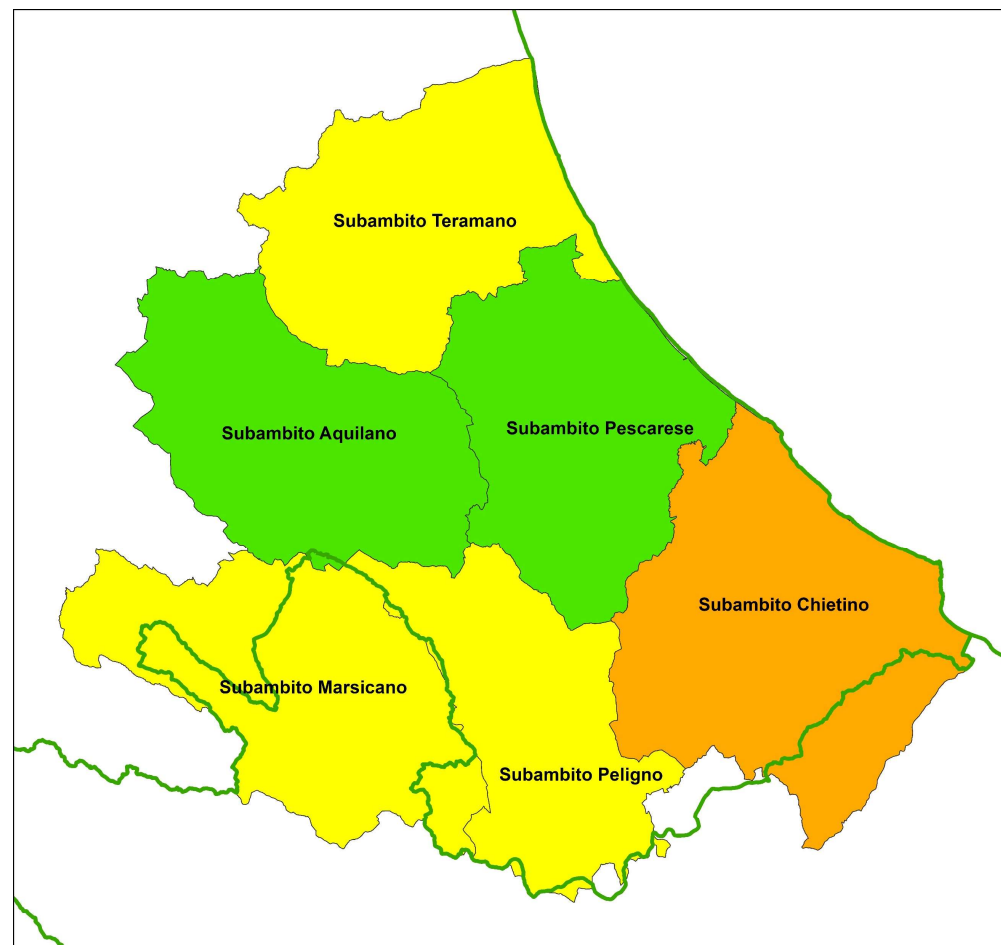 Subambito Teramano
Subambito Pescarese
Subambito Aquilano
Subambito Chietino
Subambito Marsicano
Subambito Peligno